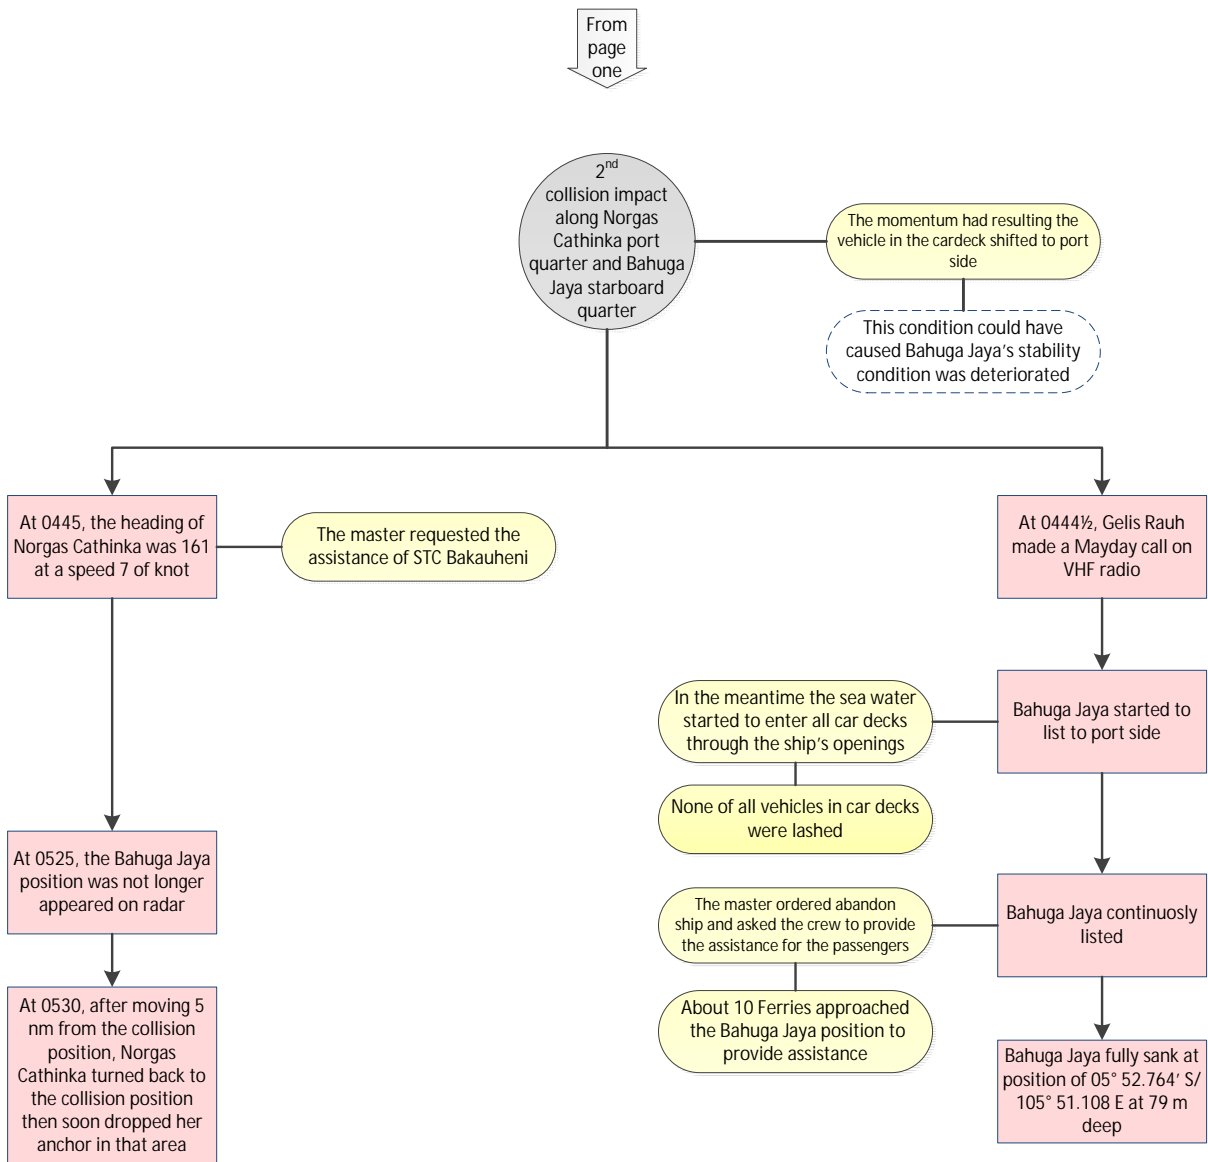 From
page
one
2nd
collision impact
along Norgas
Cathinka port
quarter and Bahuga
Jaya starboard
quarter
The momentum had resulting the
vehicle in the cardeck shifted to port
side
This condition could have
caused Bahuga Jaya’s stability
condition was deteriorated
At 0445, the heading of
Norgas Cathinka was 161
at a speed 7 of knot
The master requested the
assistance of STC Bakauheni
At 0444½, Gelis Rauh
made a Mayday call on
VHF radio
In the meantime the sea water
started to enter all car decks
through the ship’s openings
Bahuga Jaya started to
list to port side
None of all vehicles in car decks
were lashed
At 0525, the Bahuga Jaya
position was not longer
appeared on radar
The master ordered abandon
ship and asked the crew to provide
the assistance for the passengers
Bahuga Jaya continuosly
listed
At 0530, after moving 5
nm from the collision
position, Norgas
Cathinka turned back to
the collision position
then soon dropped her
anchor in that area
About 10 Ferries approached
the Bahuga Jaya position to
provide assistance
Bahuga Jaya fully sank at
position of 05° 52.764’ S/
105° 51.108 E at 79 m
deep